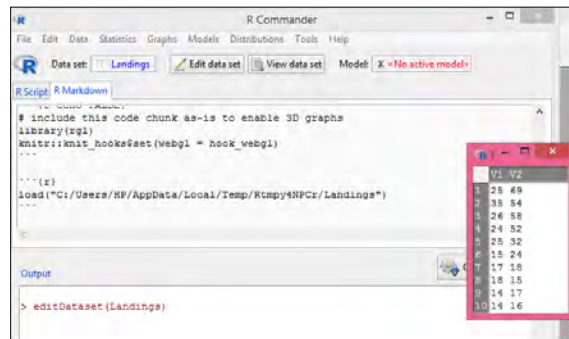 R Commander
File Edit Data Statistics Graphs Models Distributions Tools Help
Data set: Landings Edit data set View data set Model: Σ <No active model>
R Script R Markdown
# include this code chunk as-is to enable 3D graphs
library(rgl)
knitr::knit_hooks$set(webgl = hook_webgl)
```
```{r}
load("C:/Users/HP/AppData/Local/Temp/Rtmpy4NPCr/Landings")
```
Output
> editDataset(Landings)
V1 V2
1 25 69
2 35 54
3 26 58
4 24 52
5 25 32
6 15 24
7 17 18
8 18 15
9 14 17
10 14 16